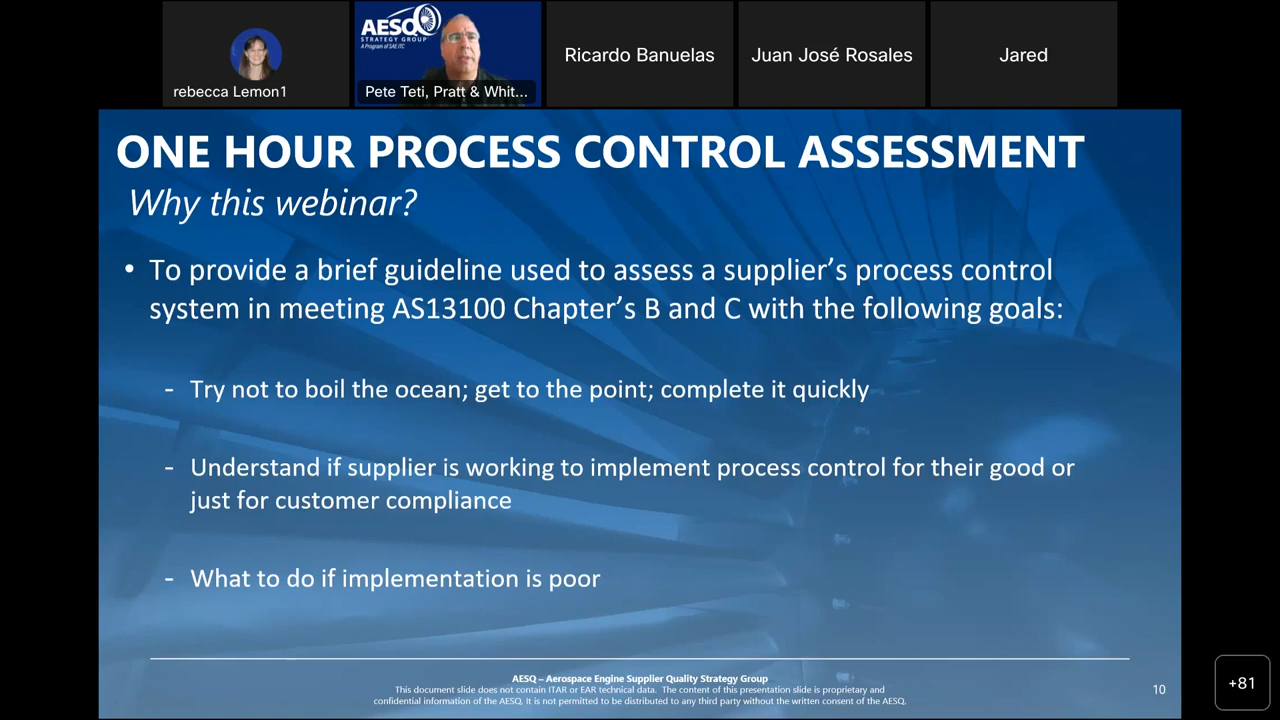 AESQ
STRATEGY GROUP
A Program of SAE ITC
rebecca Lemon1
Pete Teti, Pratt & Whit...
Ricardo Banuelas
Juan José Rosales
Jared
ONE HOUR PROCESS CONTROL ASSESSMENT
Why this webinar?
• To provide a brief guideline used to assess a supplier’s process control
system in meeting AS13100 Chapter’s B and C with the following goals:
- Try not to boil the ocean; get to the point; complete it quickly
- Understand if supplier is working to implement process control for their good or
just for customer compliance
- What to do if implementation is poor
AESQ – Aerospace Engine Supplier Quality Strategy Group
This document slide does not contain ITAR or EAR technical data. The content of this presentation slide is proprietary and
confidential information of the AESQ. It is not permitted to be distributed to any third party without the written consent of the AESQ.
10
+81